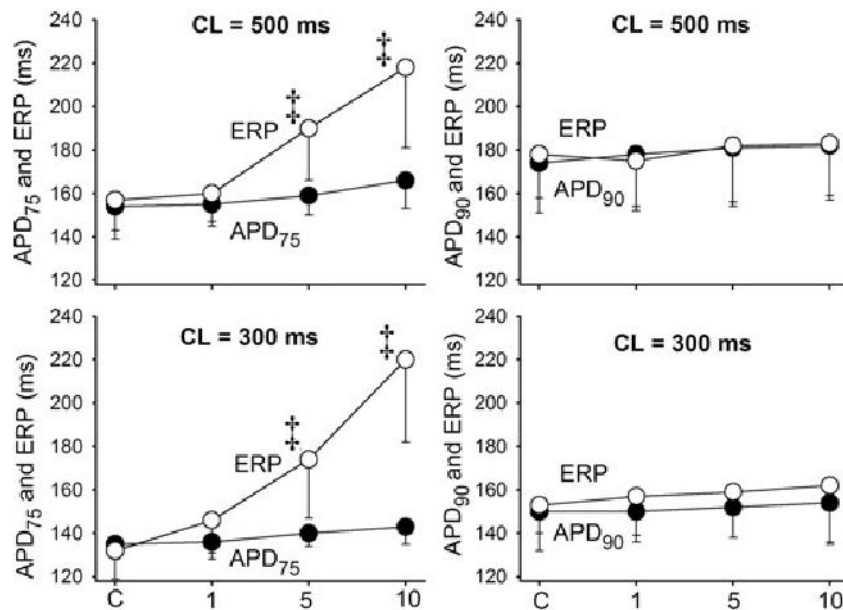 CL = 500 ms
240
220
200
180
160
140
120
APD75 and ERP (ms)
ERP
‡
‡
APD75
CL = 500 ms
240
220
200
180
160
140
120
APD90 and ERP (ms)
ERP
APD90
CL = 300 ms
240
220
200
180
160
140
120
APD75 and ERP (ms)
ERP
‡
‡
APD75
C 1 5 10
CL = 300 ms
240
220
200
180
160
140
120
APD90 and ERP (ms)
ERP
APD90
C 1 5 10